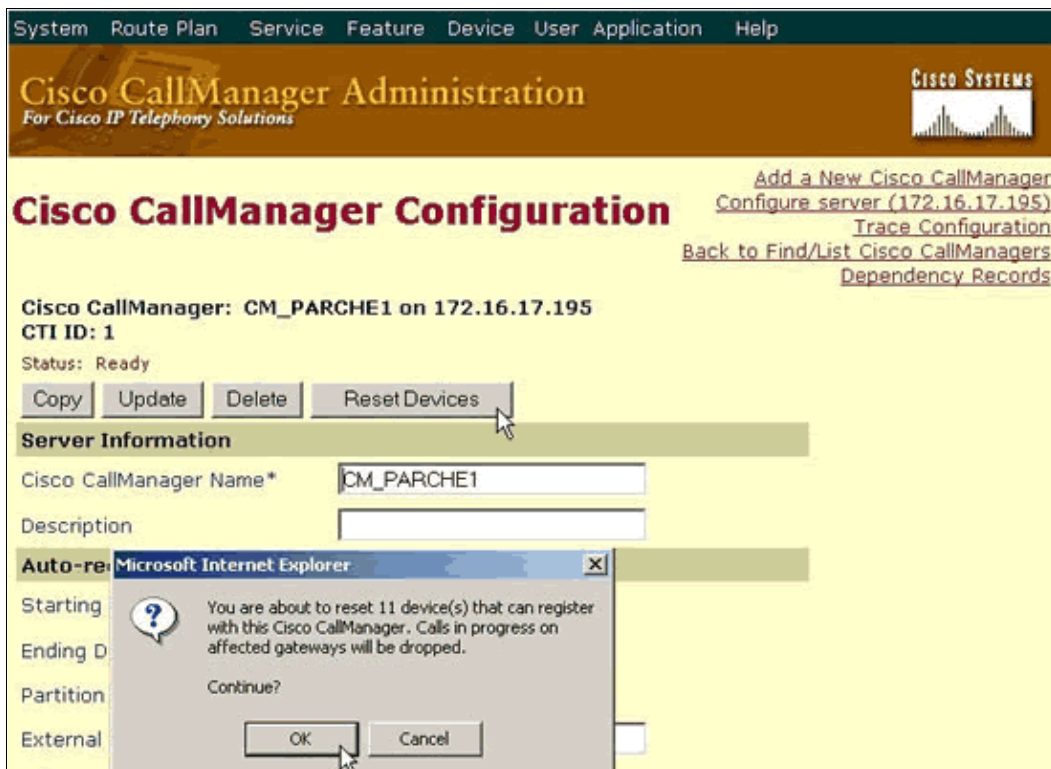 System Route Plan Service Feature Device User Application Help
Cisco CallManager Administration
For Cisco IP Telephony Solutions
CISCO SYSTEMS
Add a New Cisco CallManager
Cisco CallManager Configuration
Configure server (172.16.17.195)
Trace Configuration
Back to Find/List Cisco CallManagers
Dependency Records
Cisco CallManager: CM_PARCHE1 on 172.16.17.195
CTI ID: 1
Status: Ready
Copy Update Delete Reset Devices
Server Information
Cisco CallManager Name* CM_PARCHE1
Description
Auto-re
Microsoft Internet Explorer
Starting
You are about to reset 11 device(s) that can register
with this Cisco CallManager. Calls in progress on
affected gateways will be dropped.
Ending D
Continue?
Partition
External
OK Cancel